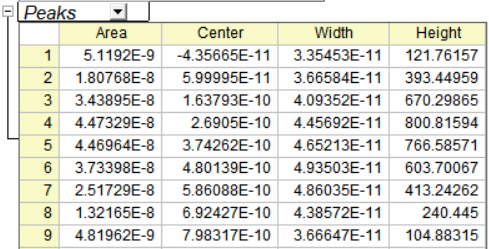 Peaks
Area Center Width Height
1 5.1192E-9 -4.35665E-11 3.35453E-11 121.76157
2 1.80768E-8 5.99995E-11 3.66584E-11 393.44959
3 3.43895E-8 1.63793E-10 4.09352E-11 670.29865
4 4.47329E-8 2.6905E-10 4.45692E-11 800.81594
5 4.46964E-8 3.74262E-10 4.65213E-11 766.58571
6 3.73398E-8 4.80139E-10 4.93503E-11 603.70067
7 2.51729E-8 5.86088E-10 4.86035E-11 413.24262
8 1.32165E-8 6.92427E-10 4.38572E-11 240.445
9 4.81962E-9 7.98317E-10 3.66647E-11 104.88315